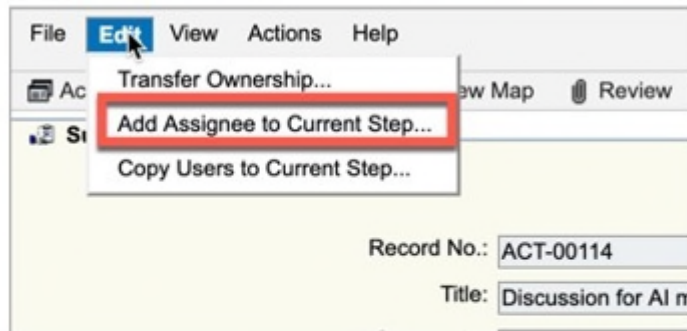 File Edit View Actions Help
Transfer Ownership...
Ac ew Map Review
Add Assignee to Current Step...
Su
Copy Users to Current Step...
Record No.: ACT-00114
Title: Discussion for AI m